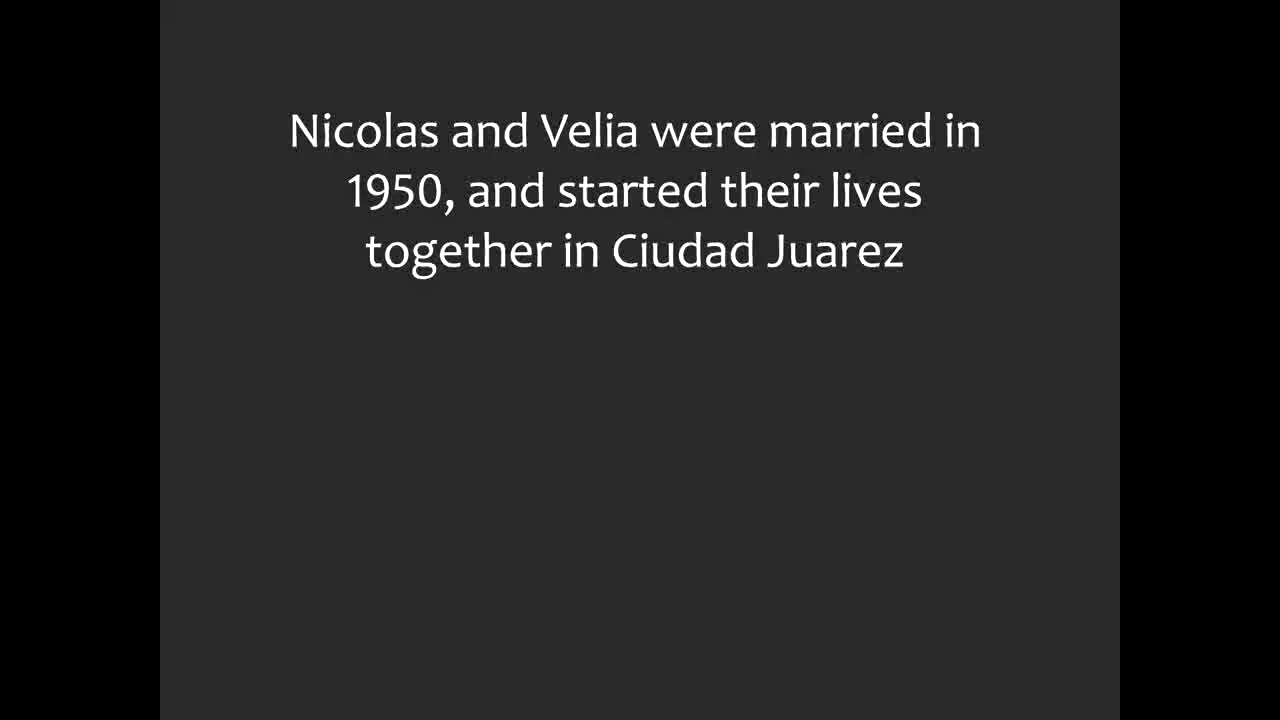 Nicolas and Velia were married in
1950, and started their lives
together in Ciudad Juarez